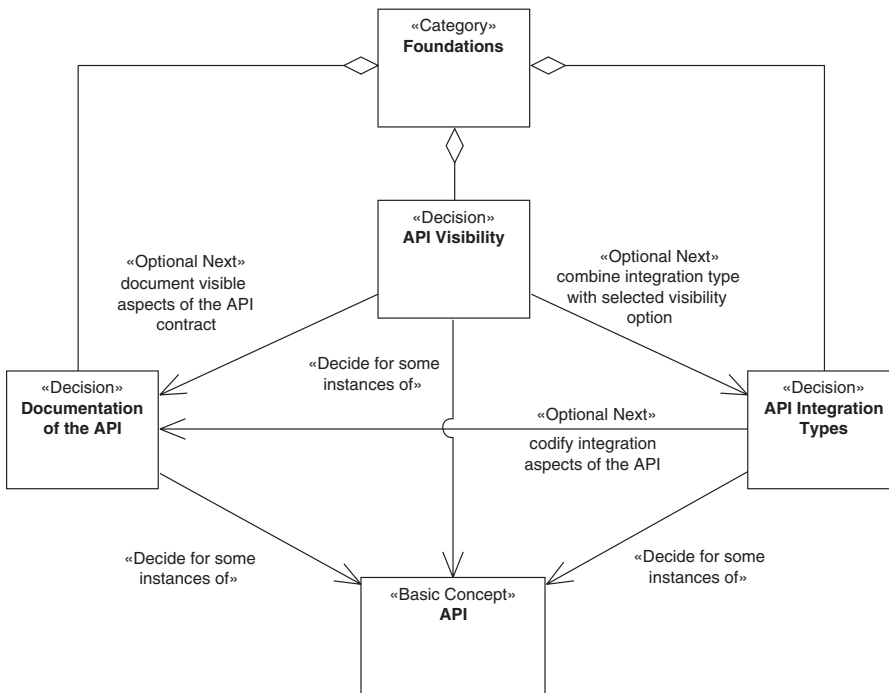 «Category»
Foundations
«Decision»
API Visibility
«Optional Next»
document visible
aspects of the API
contract
«Optional Next»
combine integration type
with selected visibility
option
«Decide for some
instances of»
«Decision»
Documentation
of the API
«Optional Next»
codify integration
aspects of the API
«Decision»
API Integration
Types
«Decide for some
instances of»
«Decide for some
instances of»
«Basic Concept»
API